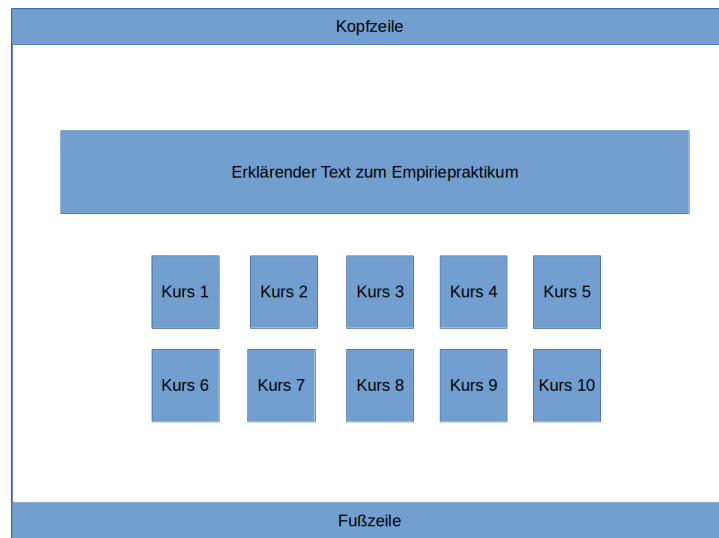 Kopfzeile
Erklärender Text zum Empiriepraktikum
Kurs 1
Kurs 2
Kurs 3
Kurs 4
Kurs 5
Kurs 6
Kurs 7
Kurs 8
Kurs 9
Kurs 10
Fußzeile